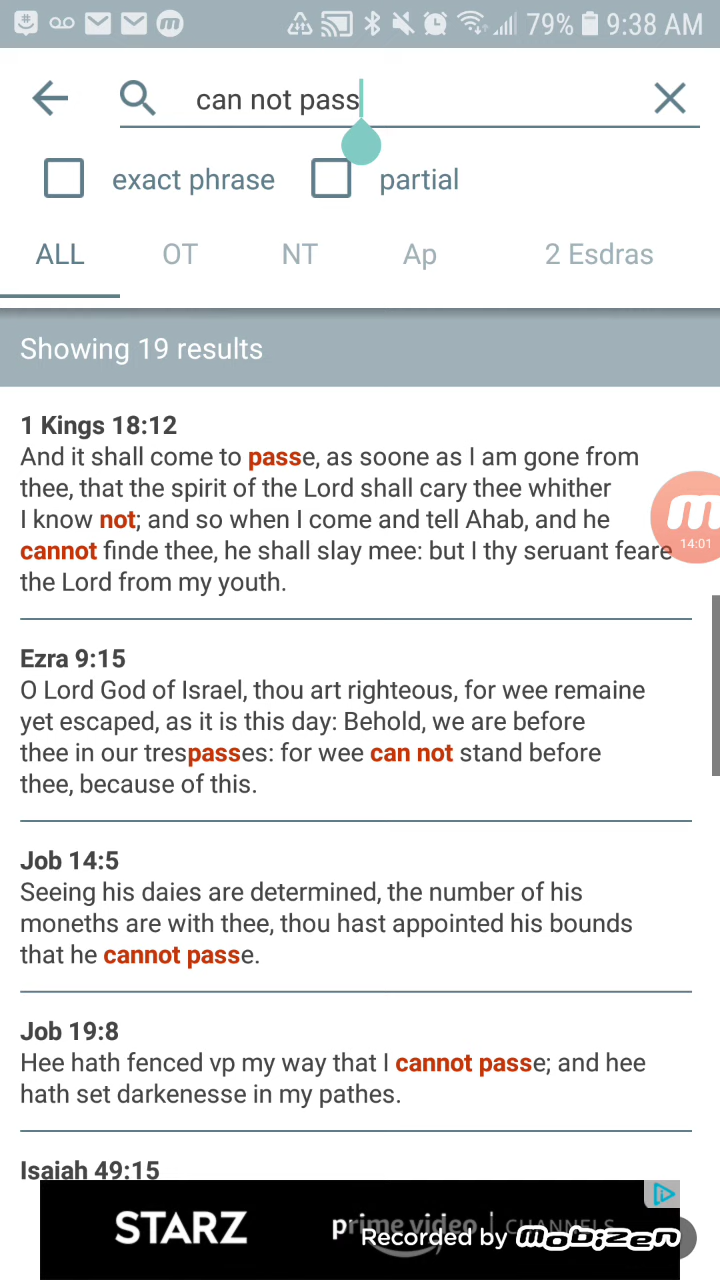 79% 9:38 AM
can not pass
exact phrase partial
ALL OT NT Ap 2 Esdras
Showing 19 results
1 Kings 18:12
And it shall come to passe, as soone as I am gone from
thee, that the spirit of the Lord shall cary thee whither
I know not; and so when I come and tell Ahab, and he
cannot finde thee, he shall slay mee: but I thy seruant feare
the Lord from my youth.
14:01
Ezra 9:15
O Lord God of Israel, thou art righteous, for wee remaine
yet escaped, as it is this day: Behold, we are before
thee in our trespasses: for wee can not stand before
thee, because of this.
Job 14:5
Seeing his daies are determined, the number of his
moneths are with thee, thou hast appointed his bounds
that he cannot passe.
Job 19:8
Hee hath fenced vp my way that I cannot passe; and hee
hath set darkenesse in my pathes.
Isaiah 49:15
STARZ prime video | CHANNELS
Recorded by mobizen